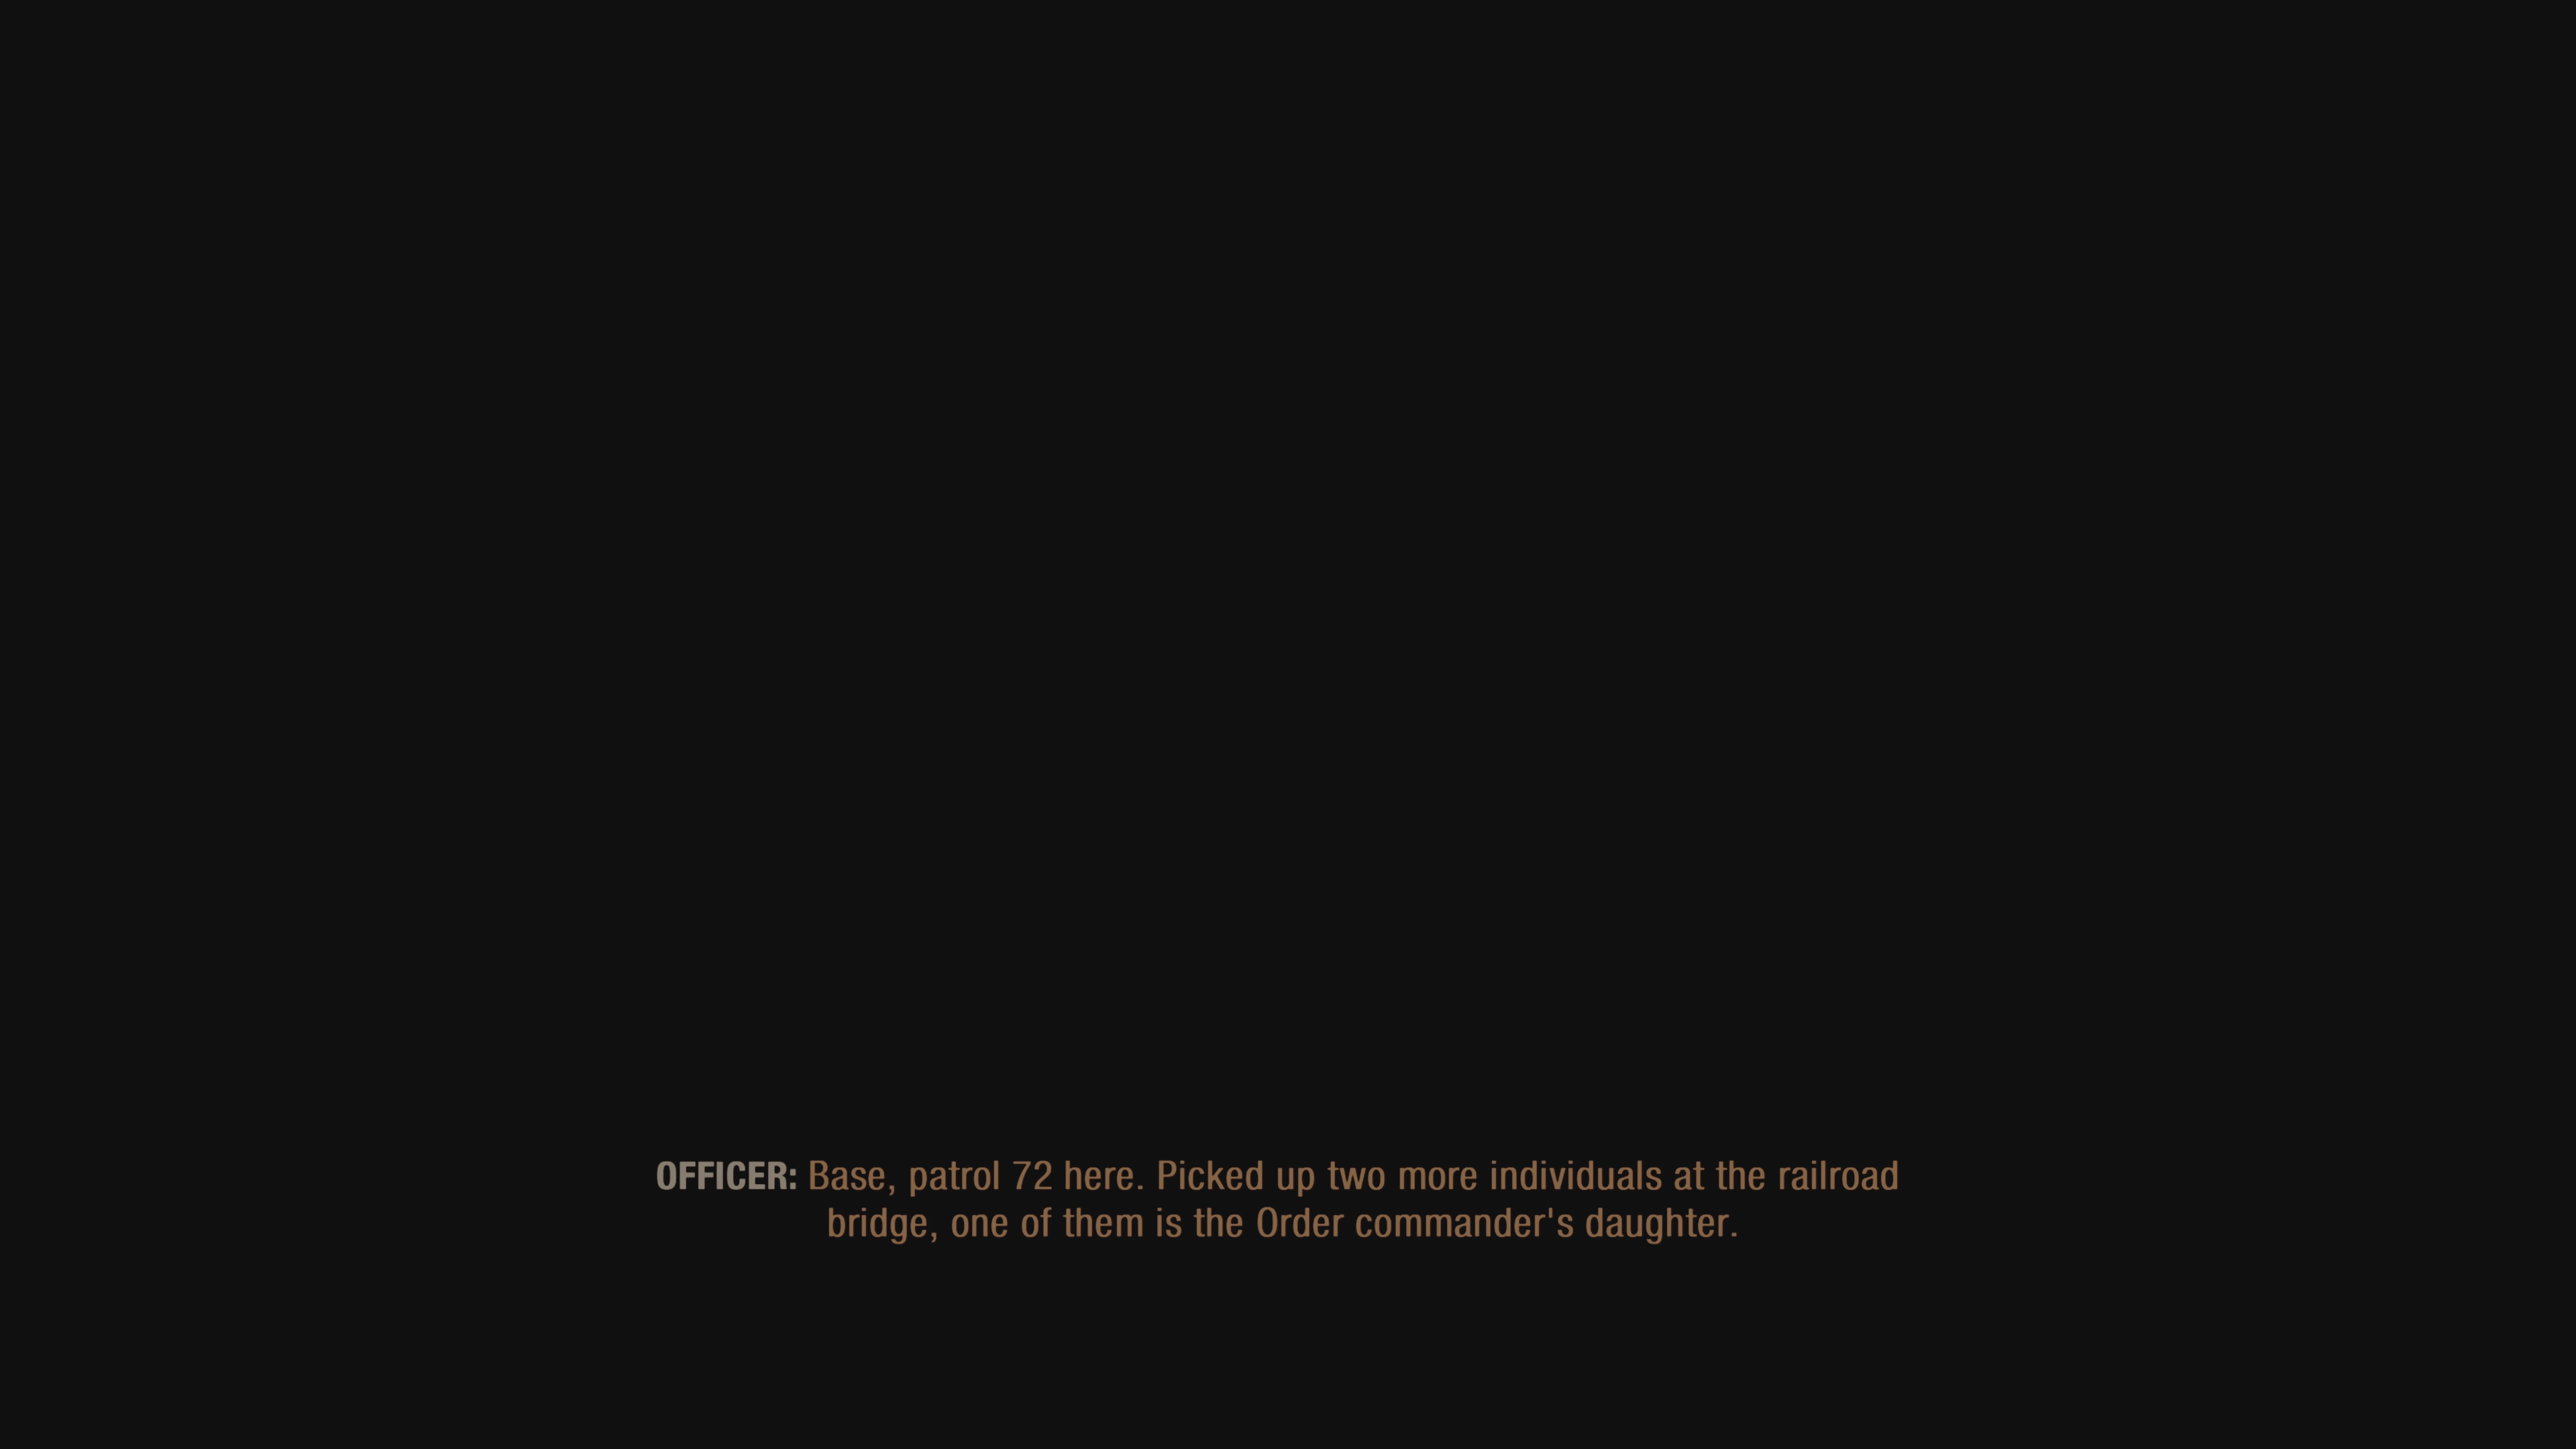 OFFICER: Base, patrol 72 here. Picked up two more individuals at the railroad
bridge, one of them is the Order commander's daughter.